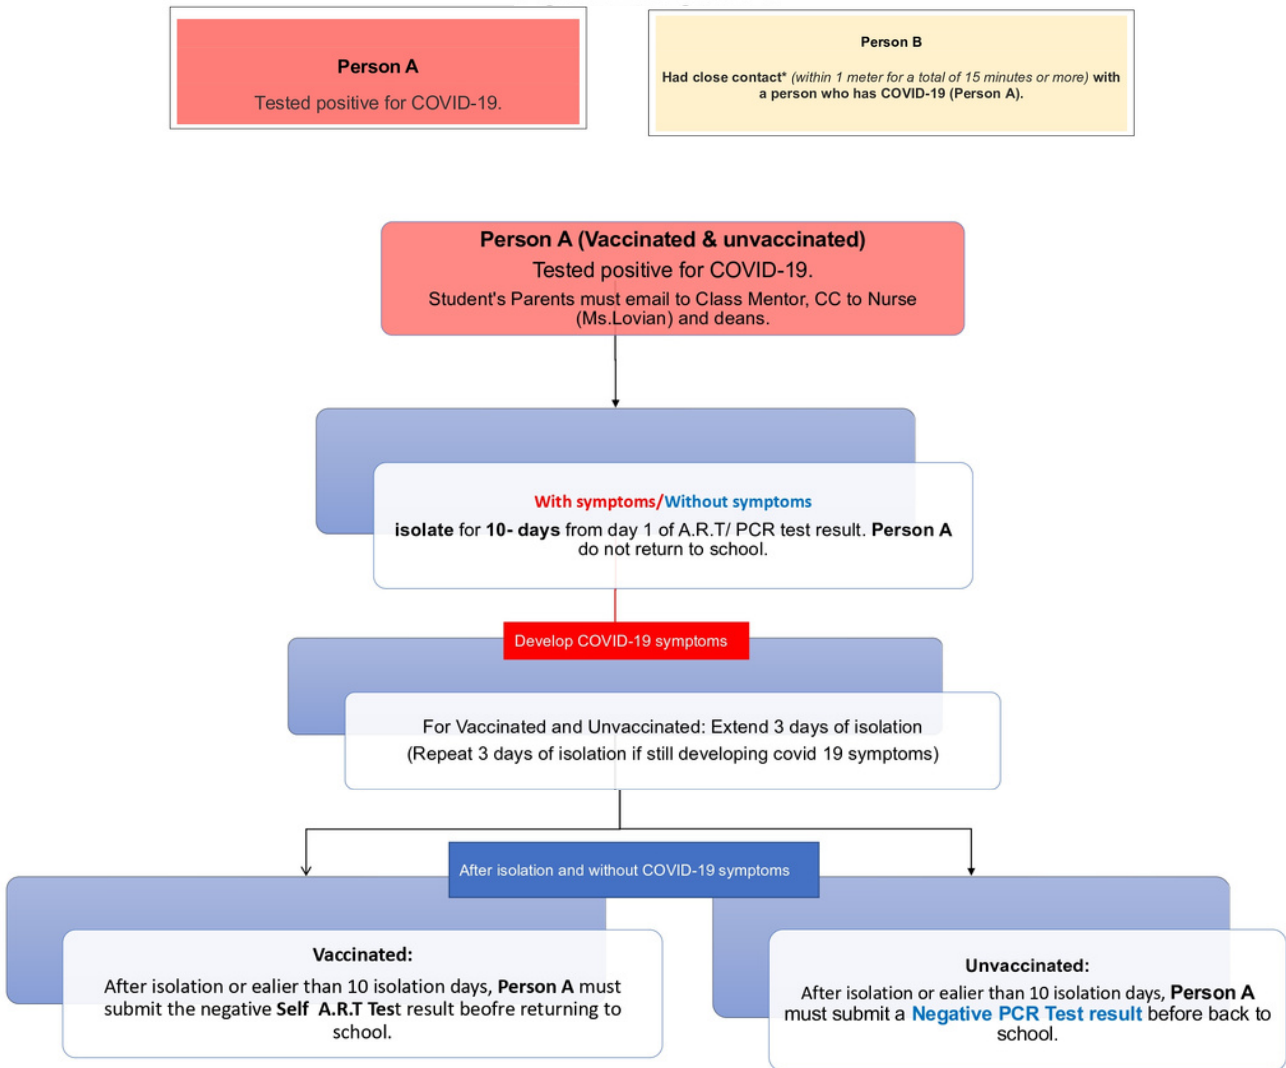 Person A
Tested positive for COVID-19.
Person B
Had close contact* (within 1 meter for a total of 15 minutes or more) with
a person who has COVID-19 (Person A).
Person A (Vaccinated & unvaccinated)
Tested positive for COVID-19.
Student's Parents must email to Class Mentor, CC to Nurse
(Ms.Lovian) and deans.
With symptoms/Without symptoms
isolate for 10- days from day 1 of A.R.T/ PCR test result. Person A
do not return to school.
Develop COVID-19 symptoms
For Vaccinated and Unvaccinated: Extend 3 days of isolation
(Repeat 3 days of isolation if still developing covid 19 symptoms)
After isolation and without COVID-19 symptoms
Vaccinated:
After isolation or ealier than 10 isolation days, Person A must
submit the negative Self A.R.T Test result beofre returning to
school.
Unvaccinated:
After isolation or ealier than 10 isolation days, Person A
must submit a Negative PCR Test result before back to
school.